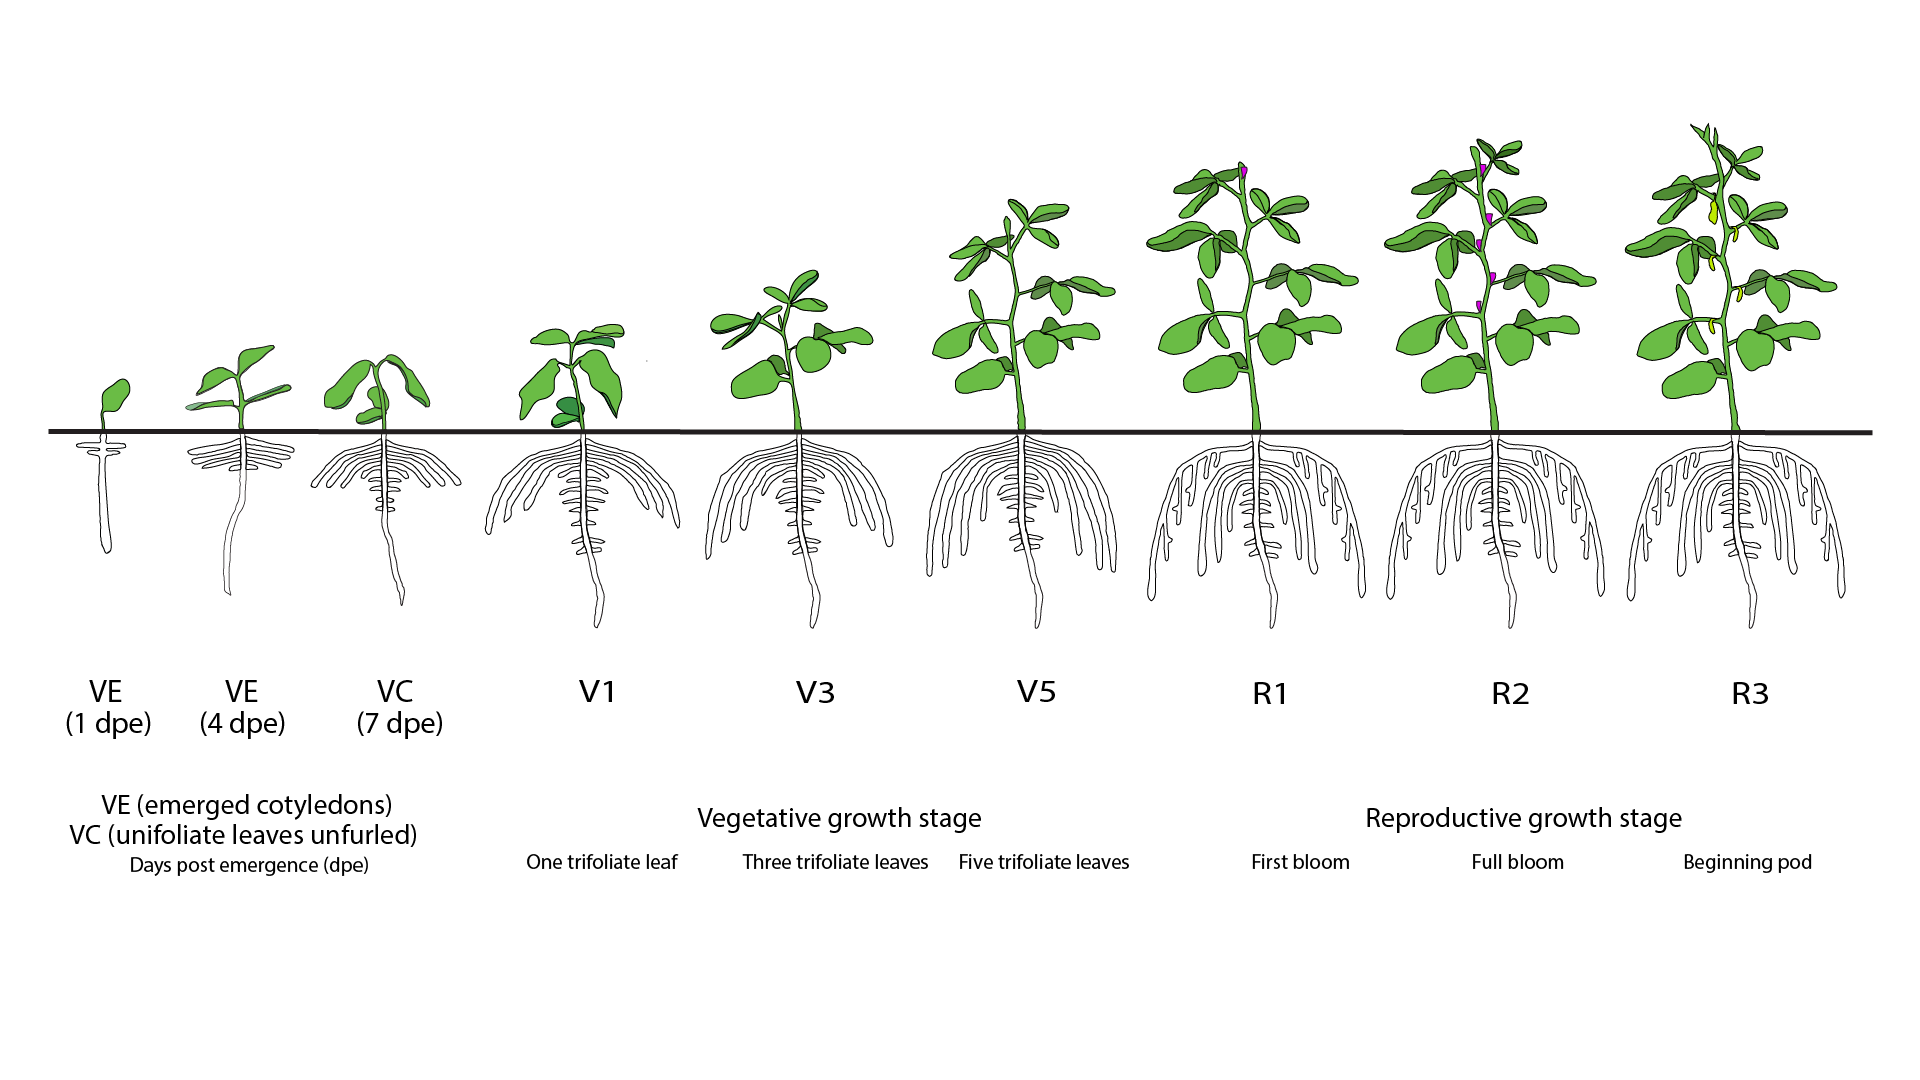 VE
(1 dpe)
VE
(4 dpe)
VC
(7 dpe)
V1
V3
V5
R1
R2
R3
VE (emerged cotyledons)
VC (unifoliate leaves unfurled)
Days post emergence (dpe)
Vegetative growth stage
One trifoliate leaf
Three trifoliate leaves
Five trifoliate leaves
Reproductive growth stage
First bloom
Full bloom
Beginning pod